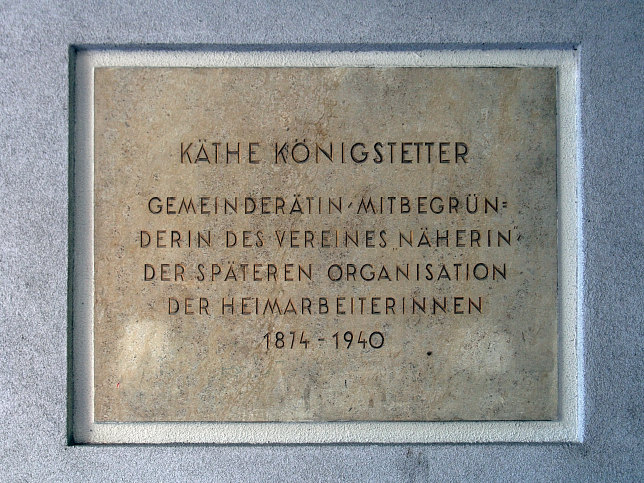 KÄTHE KÖNIGSTETTER
GEMEINDERÄTIN · MITBEGRÜN=
DERIN DES VEREINES „NÄHERIN“
DER SPÄTEREN ORGANISATION
DER HEIMARBEITERINNEN
1874 - 1940